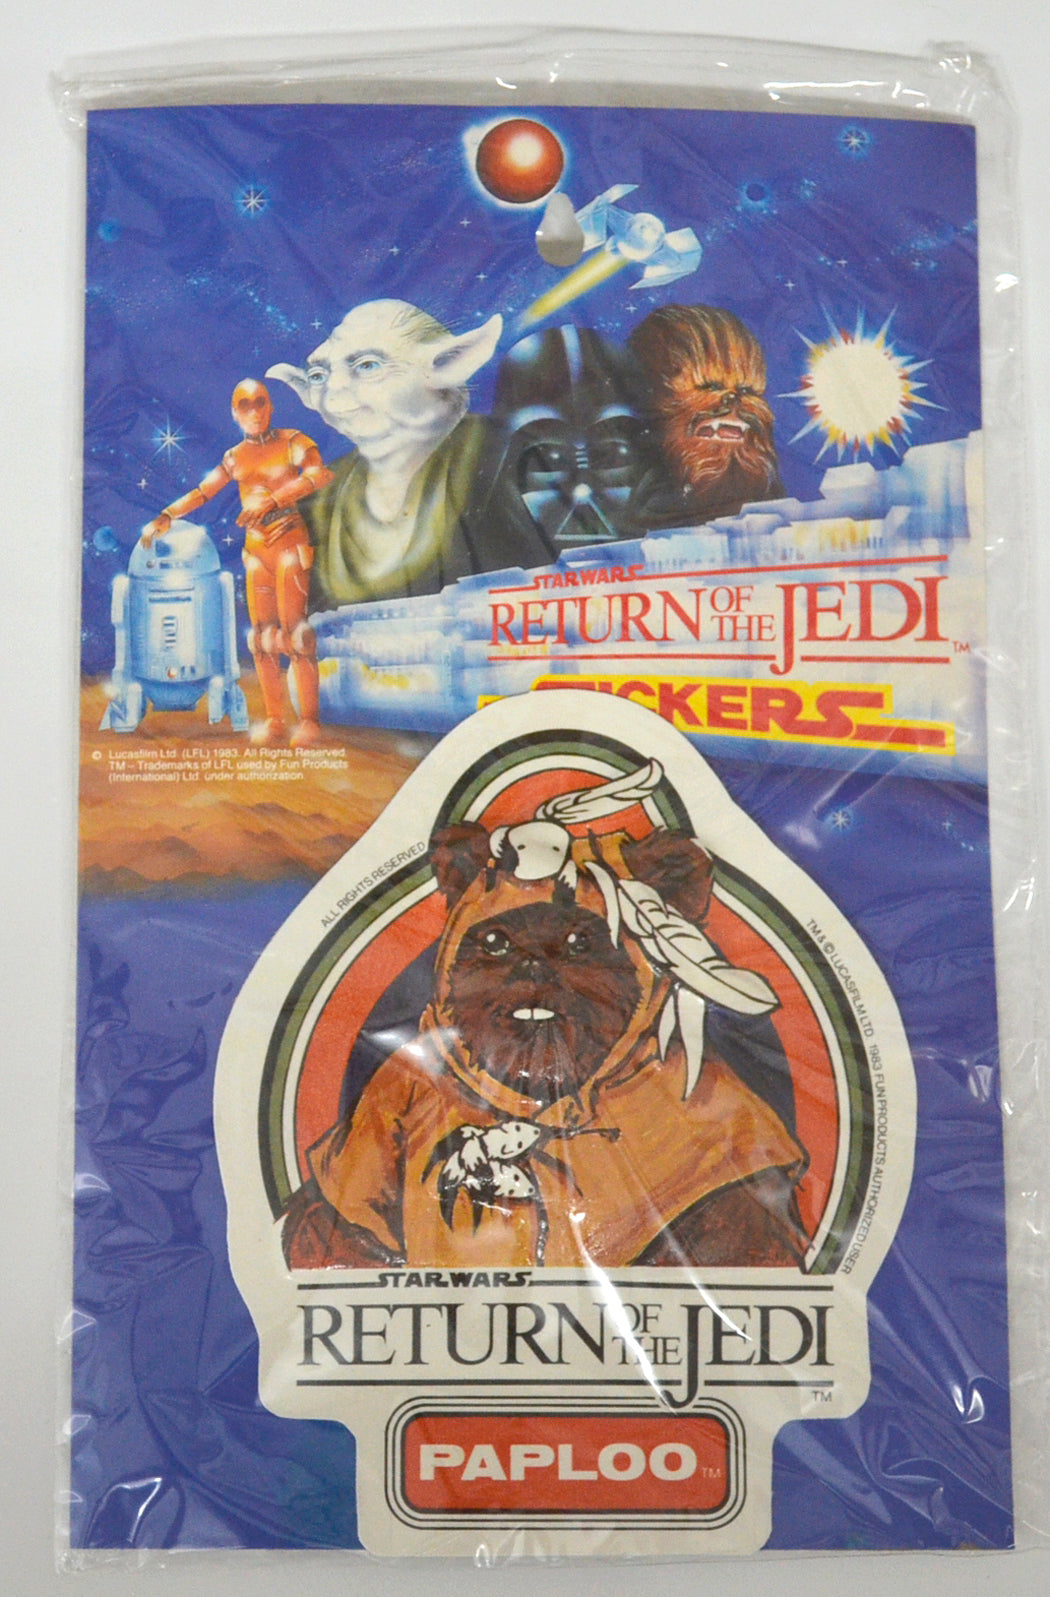 STAR WARS
RETURN OF THE JEDI TM
STICKERS
© Lucasfilm Ltd. (LFL) 1983. All Rights Reserved.
TM – Trademarks of LFL used by Fun Products
(International) Ltd. under authorization.
ALL RIGHTS RESERVED
TM & © LUCASFILM LTD 1983 FUN PRODUCTS AUTHORIZED USER
STAR WARS
RETURN OF THE JEDI
TM
PAPLOO TM